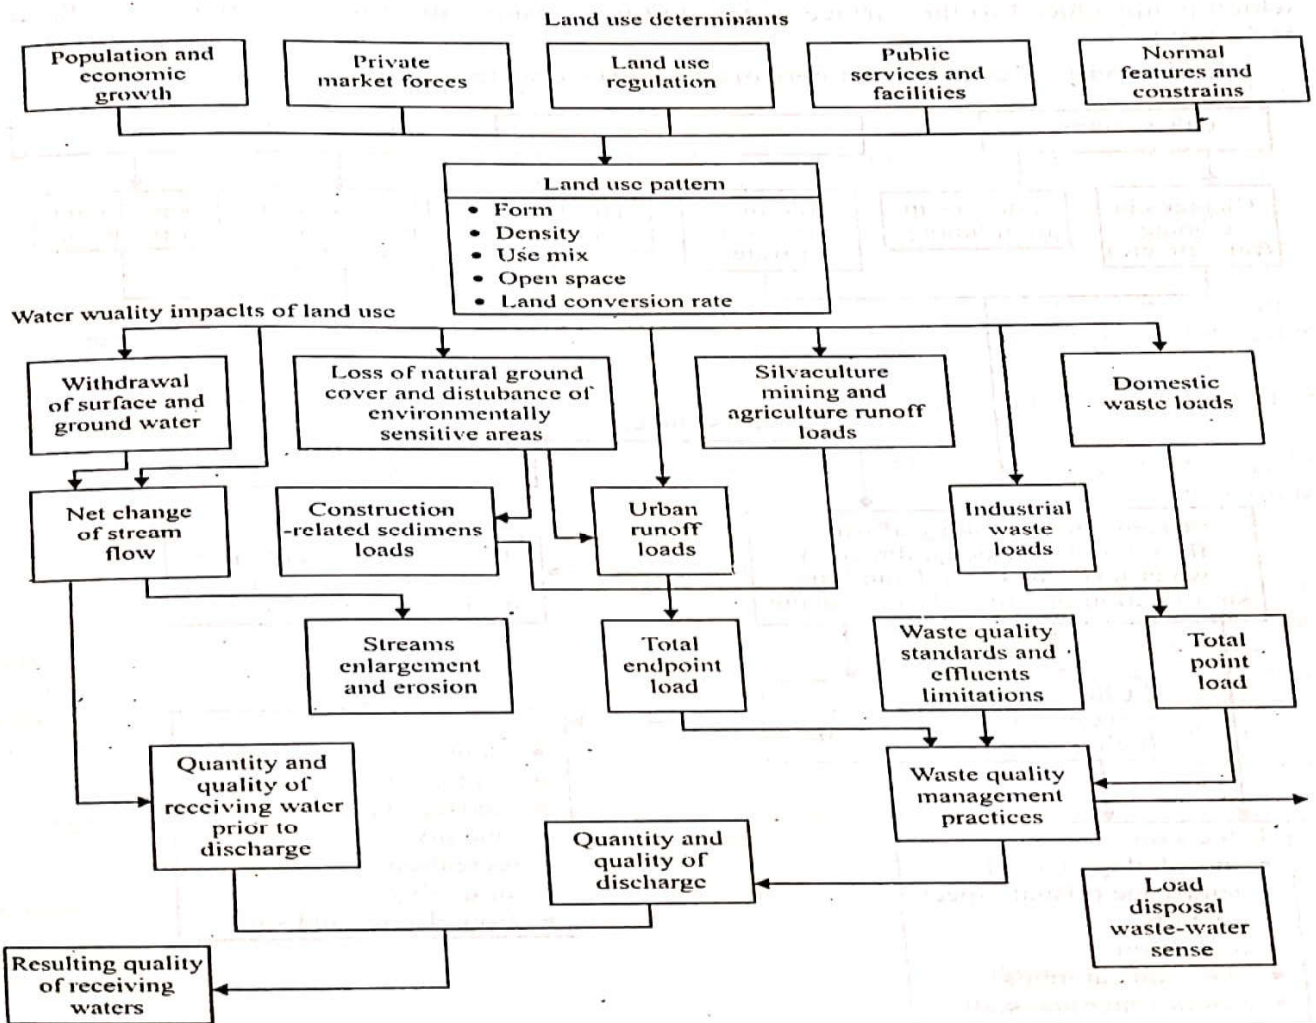 Land use determinants
Population and
economic
growth
Private
market forces
Land use
regulation
Public
services and
facilities
Normal
features and
constrains
Land use pattern
• Form
• Density
• Use mix
• Open space
• Land conversion rate
Water wuality impaclts of land use
Withdrawal
of surface and
ground water
Loss of natural ground
cover and distubance of
environmentally
sensitive areas
Silvaculture
mining and
agriculture runoff
loads
Domestic
waste loads
Net change
of stream
flow
Construction
-related sedimens
loads
Urban
runoff
loads
Industrial
waste
loads
Streams
enlargement
and erosion
Total
endpoint
load
Waste quality
standards and
effluents
limitations
Total
point
load
Quantity and
quality of
receiving water
prior to
discharge
Quantity and
quality of
discharge
Waste quality
management
practices
Load
disposal
waste-water
sense
Resulting quality
of receiving
waters